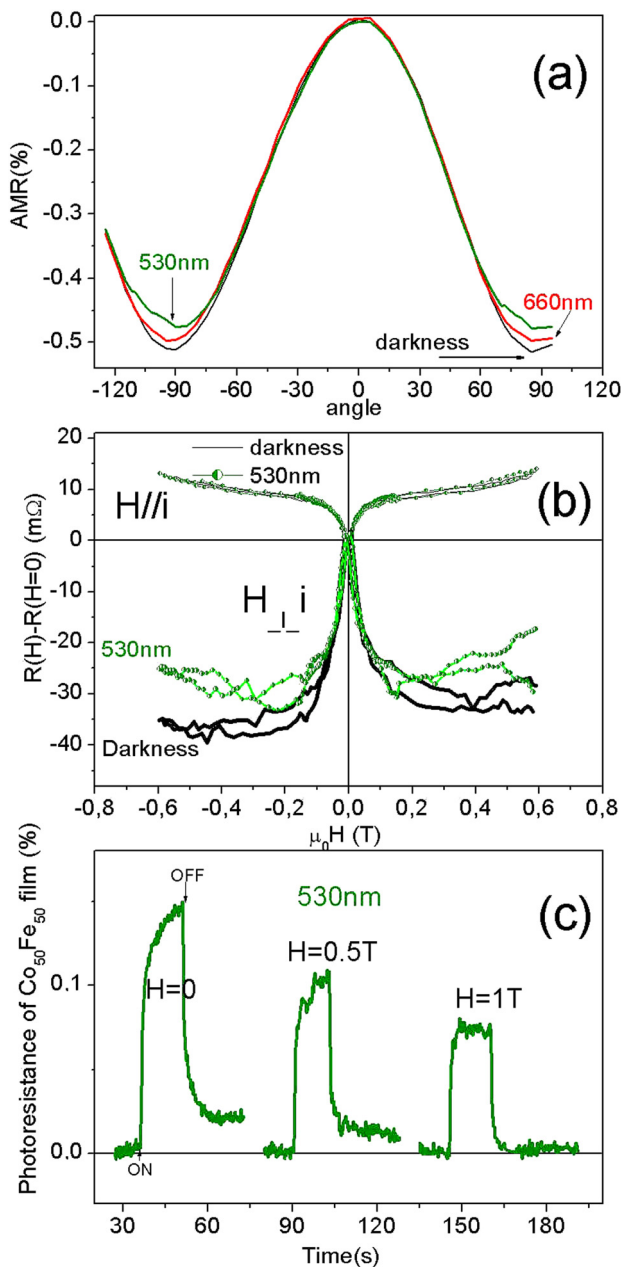 0.0
-0.1
-0.2
-0.3
-0.4
-0.5
AMR(%)
(a)
530nm
660nm
darkness
-120 -90 -60 -30 0 30 60 90 120
angle
20
10
0
-10
-20
-30
-40
R(H)-R(H=0) (mΩ)
darkness
530nm
(b)
H//i
H_|_i
530nm
Darkness
-0,8 -0,6 -0,4 -0,2 0,0 0,2 0,4 0,6 0,8
μ₀H (T)
Photoresistance of Co₅₀Fe₅₀ film (%)
0.1
0.0
OFF
530nm
(c)
H=0
H=0.5T
H=1T
ON
30 60 90 120 150 180
Time(s)